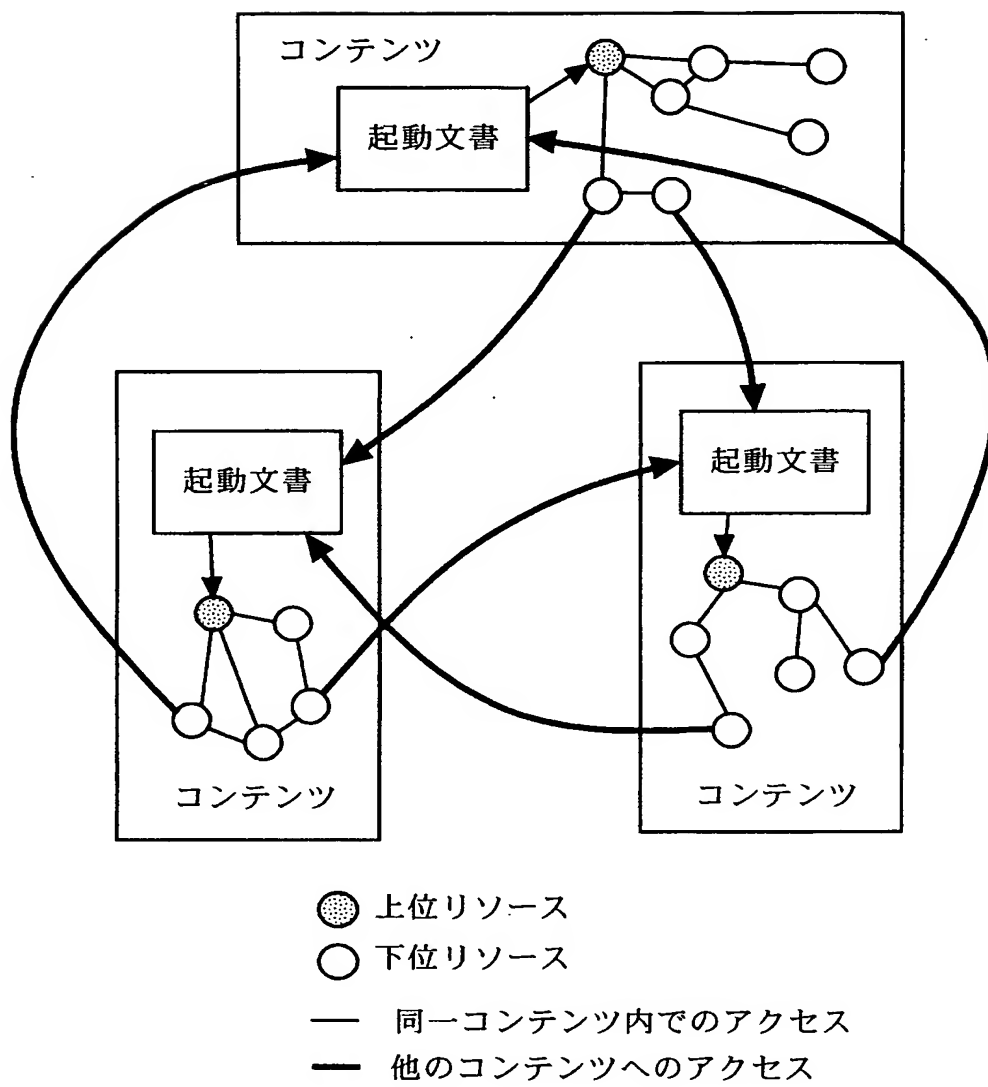 コンテンツ
起動文書
起動文書
起動文書
コンテンツ
コンテンツ
上位リソース
下位リソース
同一コンテンツ内でのアクセス
他のコンテンツへのアクセス